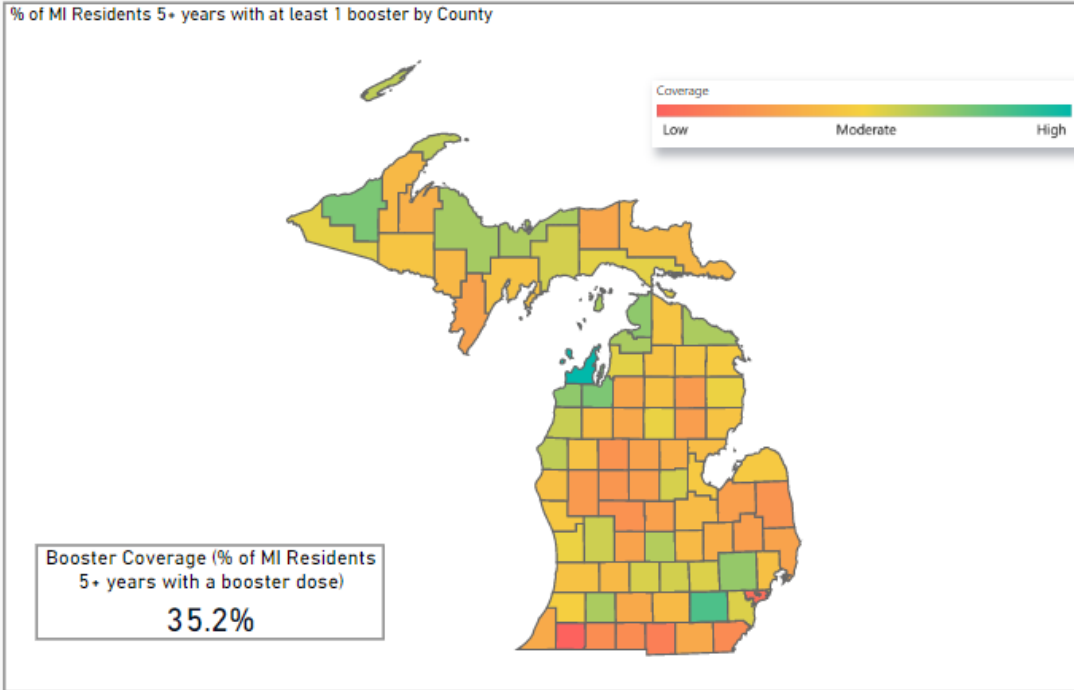 % of MI Residents 5+ years with at least 1 booster by County
Coverage
Low Moderate High
Booster Coverage (% of MI Residents
5+ years with a booster dose)
35.2%